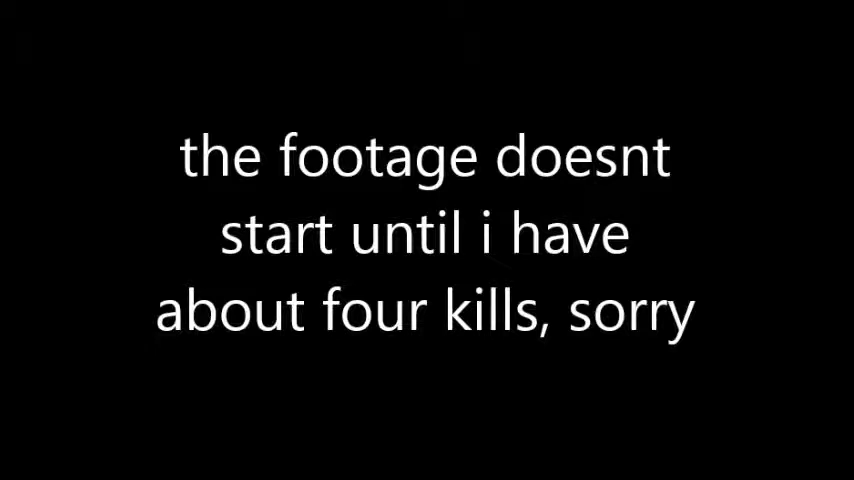 the footage doesnt
start until i have
about four kills, sorry